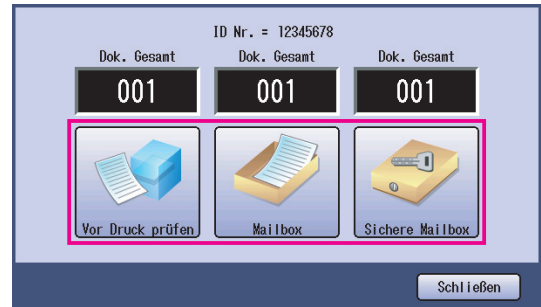 ID Nr. = 12345678
Dok. Gesamt Dok. Gesamt Dok. Gesamt
001 001 001
Vor Druck prüfen Mailbox Sichere Mailbox
Schließen